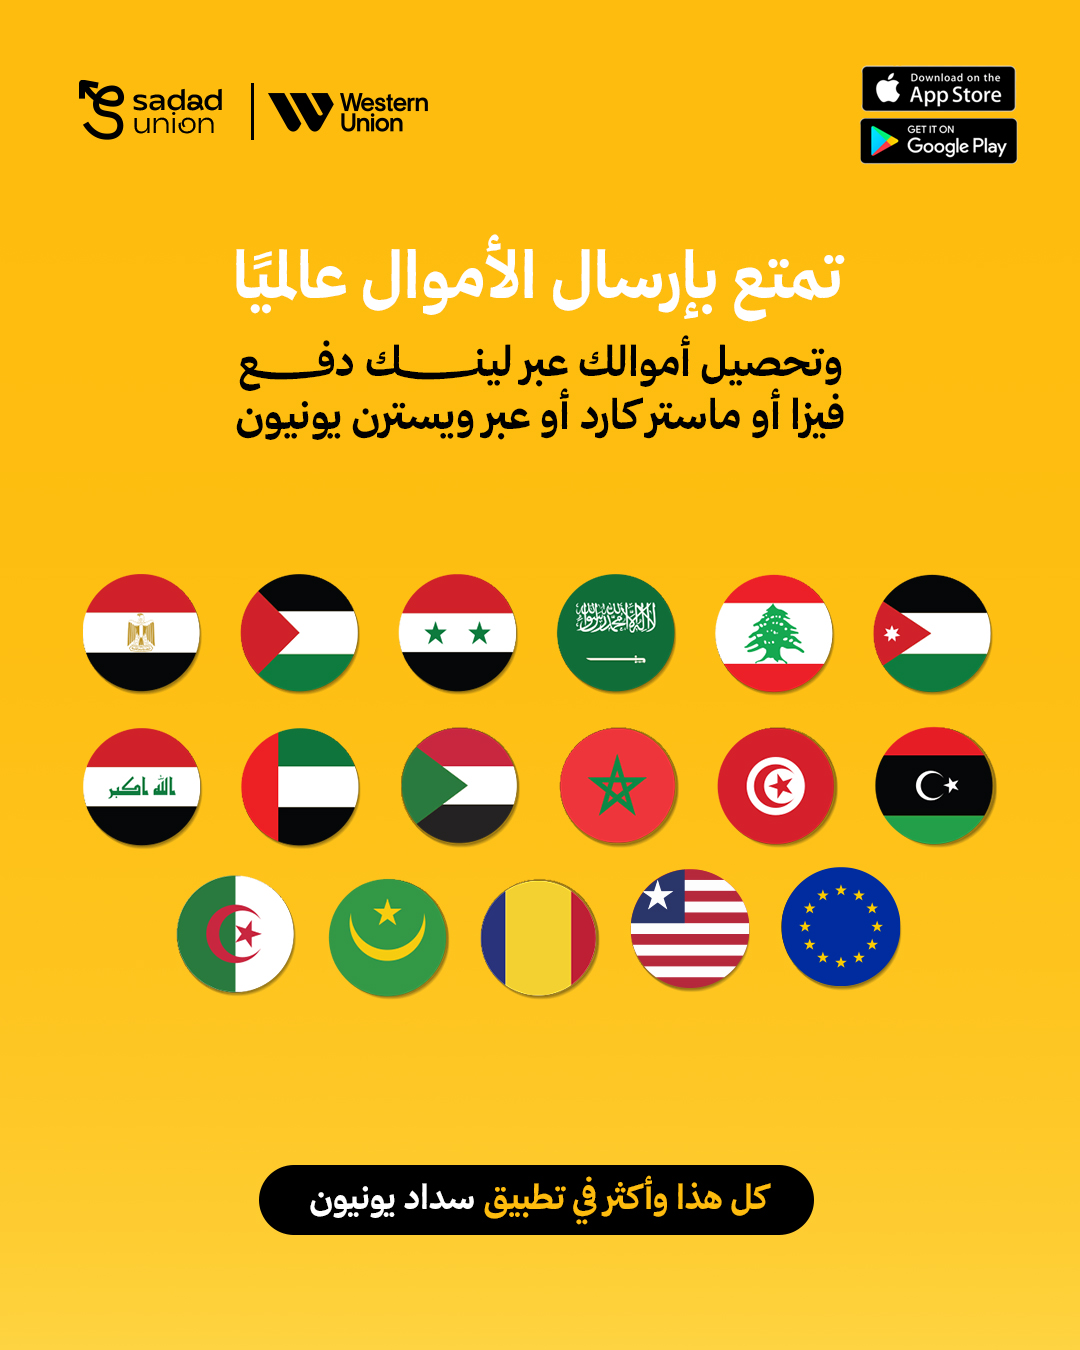 sadad
union
Western
Union
Download on the
App Store
GET IT ON
Google Play
تمتع بإرسال الأموال عالميًا
وتحصيل أموالك عبر لينـــــك دفـــــع
فيزا أو ماستر كارد أو عبر ويسترن يونيون
لا إله إلا الله محمد رسول الله
الله اكبر
كل هذا وأكثر في تطبيق سداد يونيون